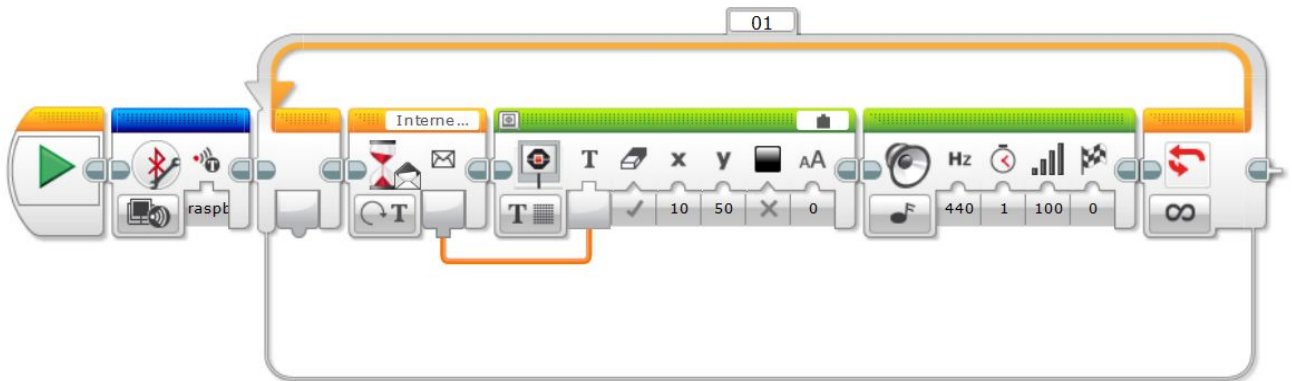 01
Interne...
T x y AA Hz
raspb
T T 10 50 0 440 1 100 0 ∞